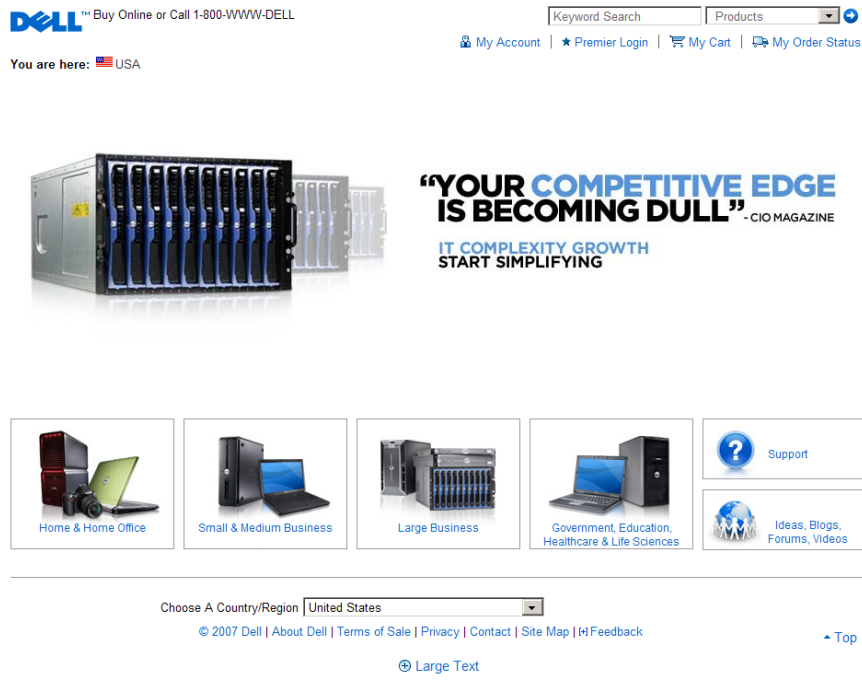 DELL™ Buy Online or Call 1-800-WWW-DELL
Keyword Search
Products
My Account | Premier Login | My Cart | My Order Status
You are here: USA
“YOUR COMPETITIVE EDGE
IS BECOMING DULL” - CIO MAGAZINE
IT COMPLEXITY GROWTH
START SIMPLIFYING
Home & Home Office
Small & Medium Business
Large Business
Government, Education,
Healthcare & Life Sciences
Support
Ideas, Blogs,
Forums, Videos
Choose A Country/Region United States
© 2007 Dell | About Dell | Terms of Sale | Privacy | Contact | Site Map | [+] Feedback
Top
Large Text